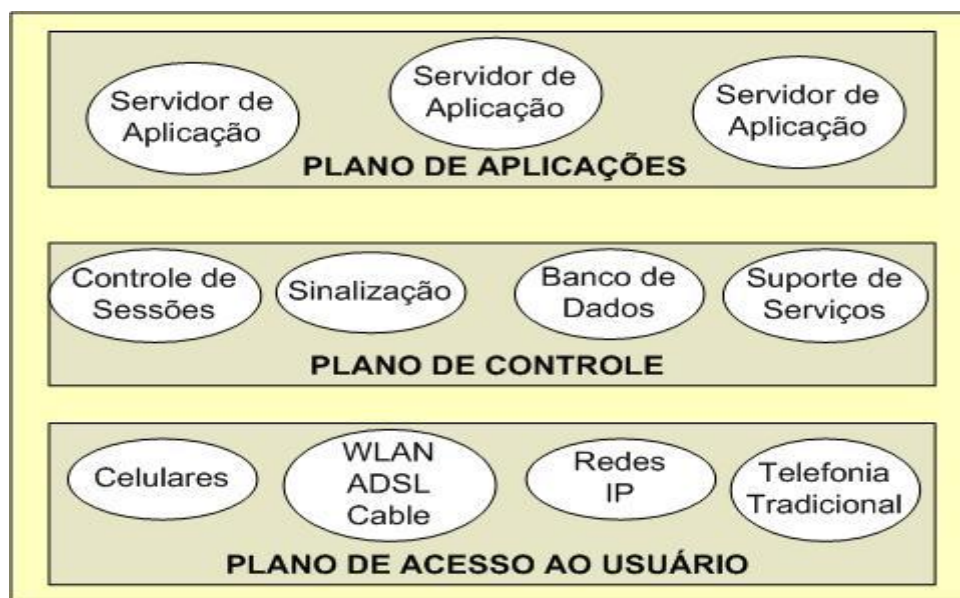 Servidor de
Aplicação
Servidor de
Aplicação
Servidor de
Aplicação
PLANO DE APLICAÇÕES
Controle de
Sessões
Sinalização
Banco de
Dados
Suporte de
Serviços
PLANO DE CONTROLE
Celulares
WLAN
ADSL
Cable
Redes
IP
Telefonia
Tradicional
PLANO DE ACESSO AO USUÁRIO